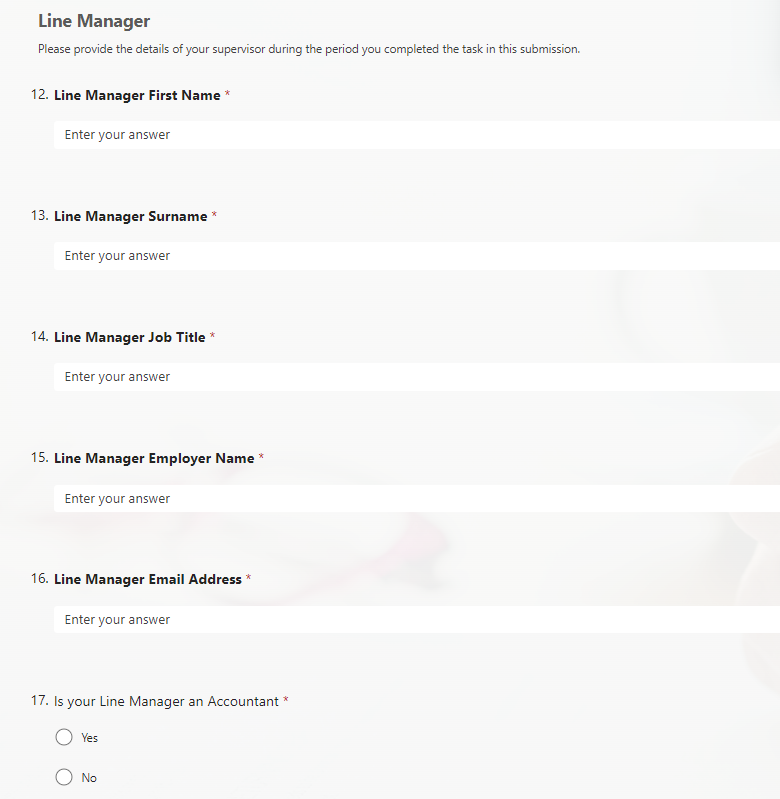 Line Manager
Please provide the details of your supervisor during the period you completed the task in this submission.
12. Line Manager First Name *
Enter your answer
13. Line Manager Surname *
Enter your answer
14. Line Manager Job Title *
Enter your answer
15. Line Manager Employer Name *
Enter your answer
16. Line Manager Email Address *
Enter your answer
17. Is your Line Manager an Accountant *
Yes
No